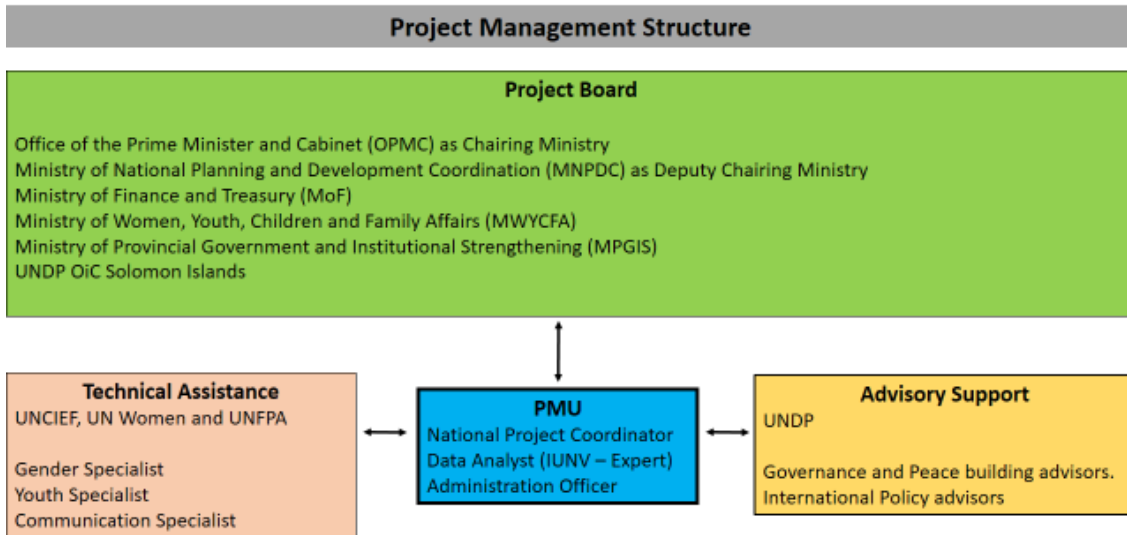 Project Management Structure
Project Board
Office of the Prime Minister and Cabinet (OPMC) as Chairing Ministry
Ministry of National Planning and Development Coordination (MNPDC) as Deputy Chairing Ministry
Ministry of Finance and Treasury (MoF)
Ministry of Women, Youth, Children and Family Affairs (MWYCFA)
Ministry of Provincial Government and Institutional Strengthening (MPGIS)
UNDP OiC Solomon Islands
Technical Assistance
UNCIEF, UN Women and UNFPA
Gender Specialist
Youth Specialist
Communication Specialist
PMU
National Project Coordinator
Data Analyst (IUNV – Expert)
Administration Officer
Advisory Support
UNDP
Governance and Peace building advisors.
International Policy advisors